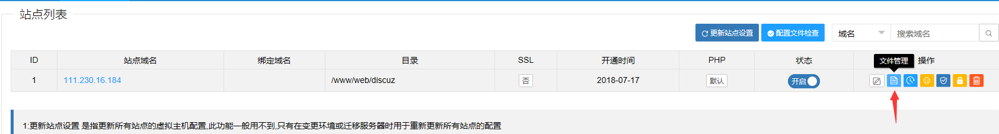 站点列表
更新站点设置 配置文件检查 域名 搜索域名
ID 站点域名 绑定域名 目录 SSL 开通时间 PHP 状态 文件管理 操作
1 111.230.16.184 /www/web/discuz 否 2018-07-17 默认 开启
1:更新站点设置 是指更新所有站点的虚拟主机配置,此功能一般用不到,只有在变更环境或迁移服务器时用于重新更新所有站点的配置